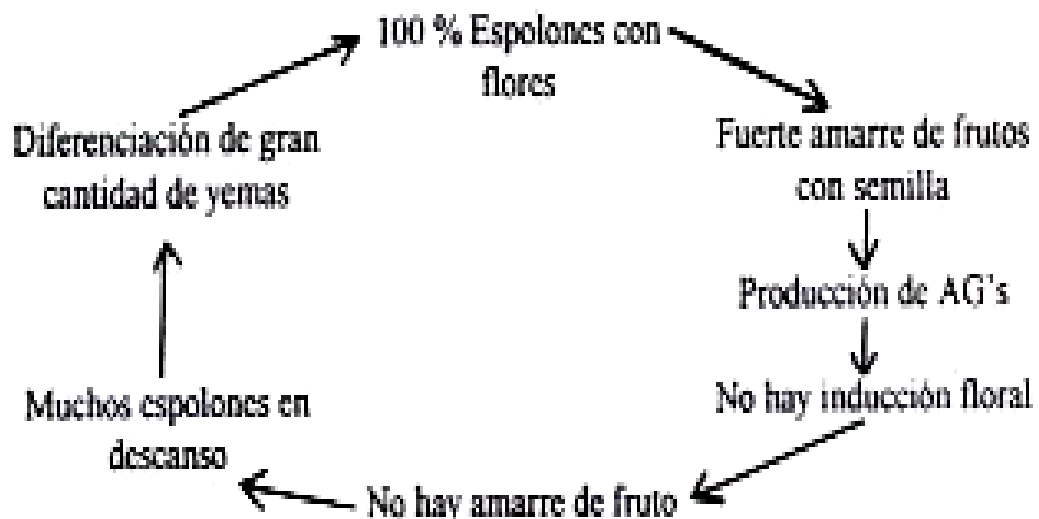 100 % Espolones con
flores
Fuerte amarre de frutos
con semilla
Producción de AG's
No hay inducción floral
No hay amarre de fruto
Muchos espolones en
descanso
Diferenciación de gran
cantidad de yemas